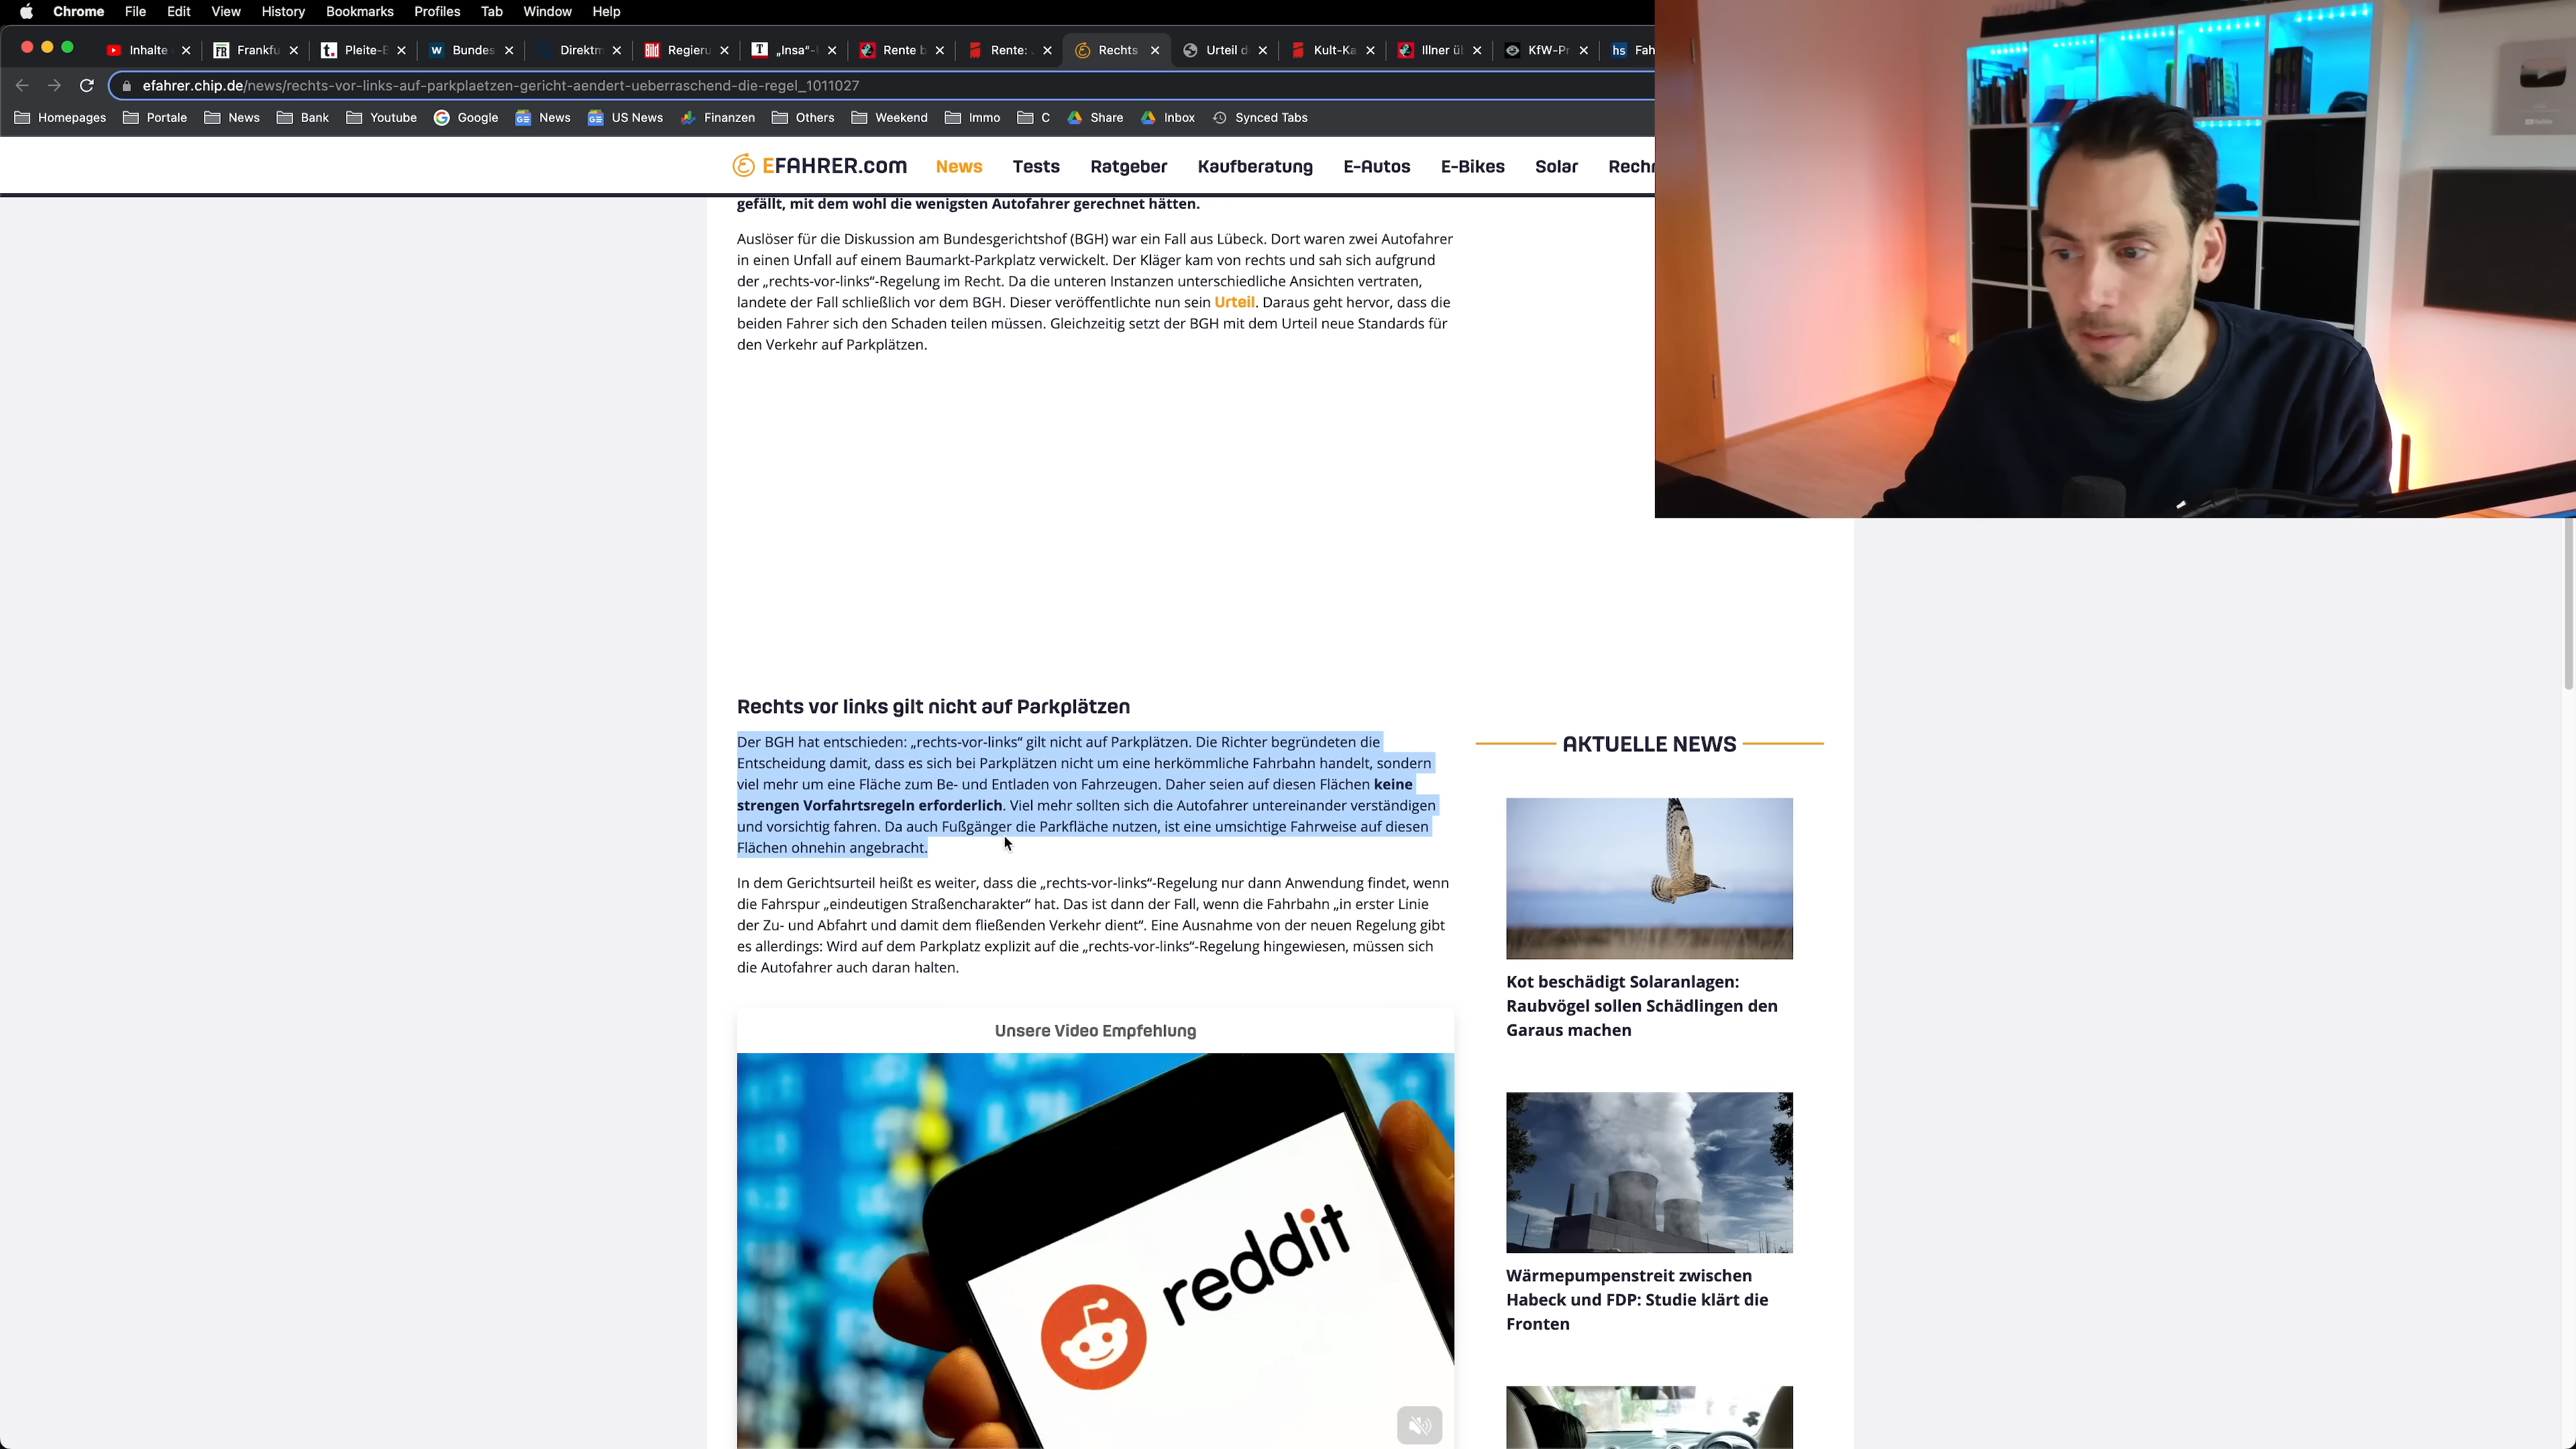 Chrome File Edit View History Bookmarks Profiles Tab Window Help
Inhalte Frankfu Pleite-E Bundes Direktm Regieru „Insa“- Rente b Rente: Rechts Urteil d Kult-Ka Illner ü KfW-Pr Fah
efahrer.chip.de/news/rechts-vor-links-auf-parkplaetzen-gericht-aendert-ueberraschend-die-regel_1011027
Homepages Portale News Bank Youtube Google News US News Finanzen Others Weekend Immo C Share Inbox Synced Tabs
EFAHRER.com News Tests Ratgeber Kaufberatung E-Autos E-Bikes Solar Rechn
gefällt, mit dem wohl die wenigsten Autofahrer gerechnet hätten.
Auslöser für die Diskussion am Bundesgerichtshof (BGH) war ein Fall aus Lübeck. Dort waren zwei Autofahrer
in einen Unfall auf einem Baumarkt-Parkplatz verwickelt. Der Kläger kam von rechts und sah sich aufgrund
der „rechts-vor-links“-Regelung im Recht. Da die unteren Instanzen unterschiedliche Ansichten vertraten,
landete der Fall schließlich vor dem BGH. Dieser veröffentlichte nun sein Urteil. Daraus geht hervor, dass die
beiden Fahrer sich den Schaden teilen müssen. Gleichzeitig setzt der BGH mit dem Urteil neue Standards für
den Verkehr auf Parkplätzen.
Rechts vor links gilt nicht auf Parkplätzen
Der BGH hat entschieden: „rechts-vor-links“ gilt nicht auf Parkplätzen. Die Richter begründeten die
Entscheidung damit, dass es sich bei Parkplätzen nicht um eine herkömmliche Fahrbahn handelt, sondern
viel mehr um eine Fläche zum Be- und Entladen von Fahrzeugen. Daher seien auf diesen Flächen keine
strengen Vorfahrtsregeln erforderlich. Viel mehr sollten sich die Autofahrer untereinander verständigen
und vorsichtig fahren. Da auch Fußgänger die Parkfläche nutzen, ist eine umsichtige Fahrweise auf diesen
Flächen ohnehin angebracht.
In dem Gerichtsurteil heißt es weiter, dass die „rechts-vor-links“-Regelung nur dann Anwendung findet, wenn
die Fahrspur „eindeutigen Straßencharakter“ hat. Das ist dann der Fall, wenn die Fahrbahn „in erster Linie
der Zu- und Abfahrt und damit dem fließenden Verkehr dient“. Eine Ausnahme von der neuen Regelung gibt
es allerdings: Wird auf dem Parkplatz explizit auf die „rechts-vor-links“-Regelung hingewiesen, müssen sich
die Autofahrer auch daran halten.
Unsere Video Empfehlung
reddit
AKTUELLE NEWS
Kot beschädigt Solaranlagen:
Raubvögel sollen Schädlingen den
Garaus machen
Wärmepumpenstreit zwischen
Habeck und FDP: Studie klärt die
Fronten